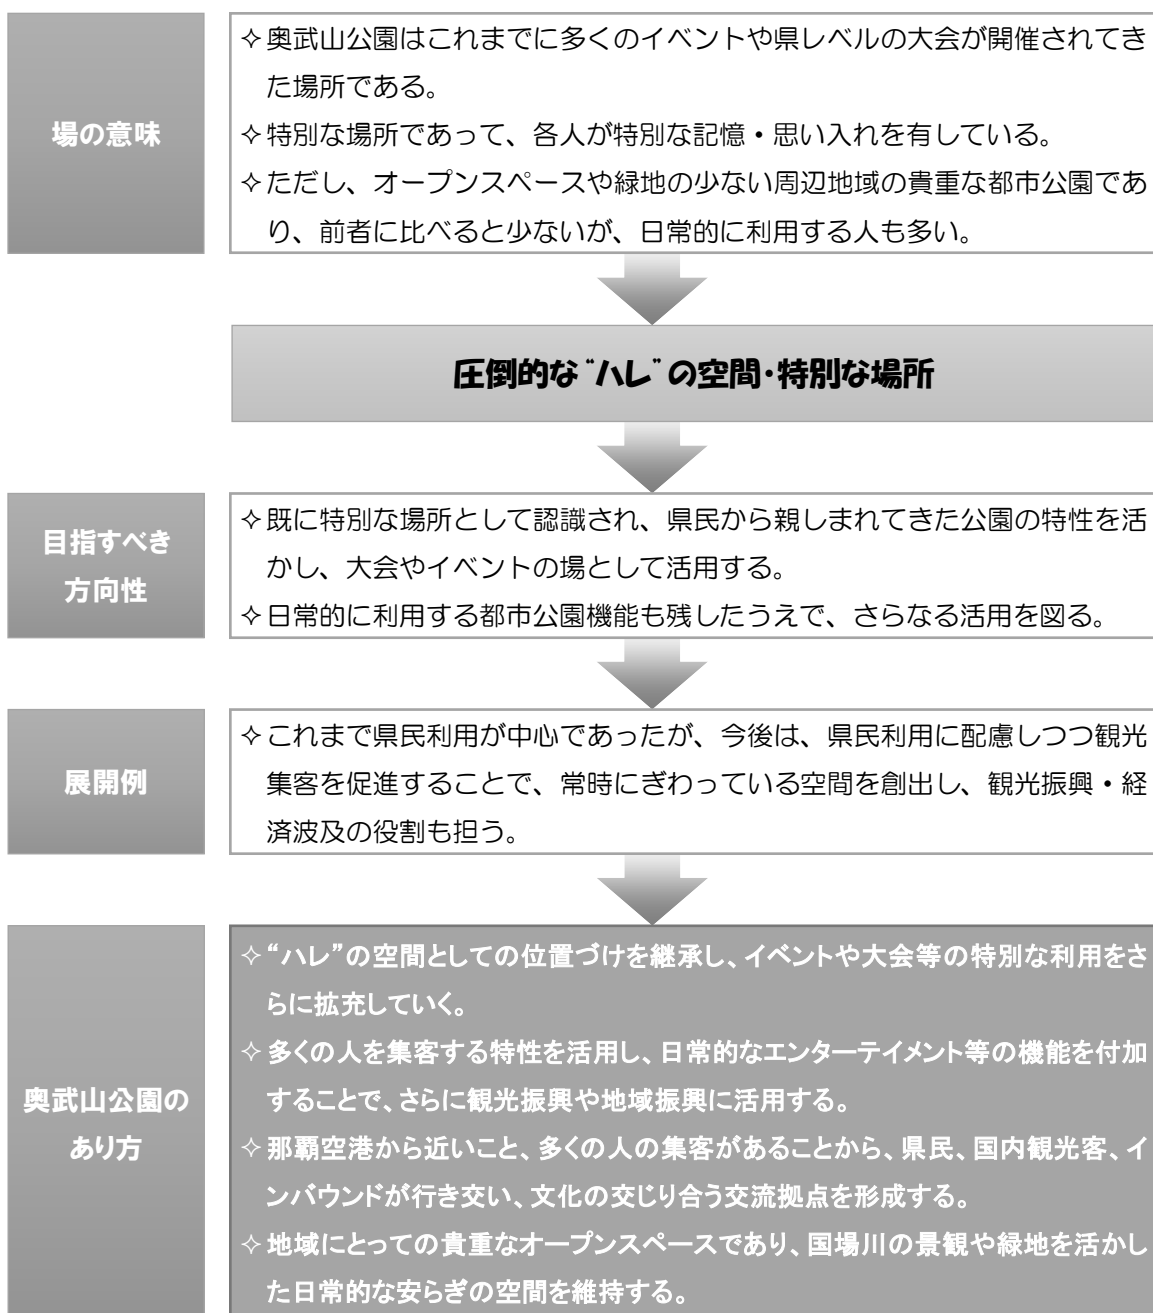 場の意味
✧奥武山公園はこれまでに多くのイベントや県レベルの大会が開催されてき
た場所である。
✧特別な場所であって、各人が特別な記憶・思い入れを有している。
✧ただし、オープンスペースや緑地の少ない周辺地域の貴重な都市公園であ
り、前者に比べると少ないが、日常的に利用する人も多い。
圧倒的な“ハレ”の空間・特別な場所
目指すべき
方向性
✧既に特別な場所として認識され、県民から親しまれてきた公園の特性を活
かし、大会やイベントの場として活用する。
✧日常的に利用する都市公園機能も残したうえで、さらなる活用を図る。
展開例
✧これまで県民利用が中心であったが、今後は、県民利用に配慮しつつ観光
集客を促進することで、常時にぎわっている空間を創出し、観光振興・経
済波及の役割も担う。
奥武山公園の
あり方
✧“ハレ”の空間としての位置づけを継承し、イベントや大会等の特別な利用をさ
らに拡充していく。
✧多くの人を集客する特性を活用し、日常的なエンターテイメント等の機能を付加
することで、さらに観光振興や地域振興に活用する。
✧那覇空港から近いこと、多くの人の集客があることから、県民、国内観光客、イ
ンバウンドが行き交い、文化の交じり合う交流拠点を形成する。
✧地域にとっての貴重なオープンスペースであり、国場川の景観や緑地を活かし
た日常的な安らぎの空間を維持する。